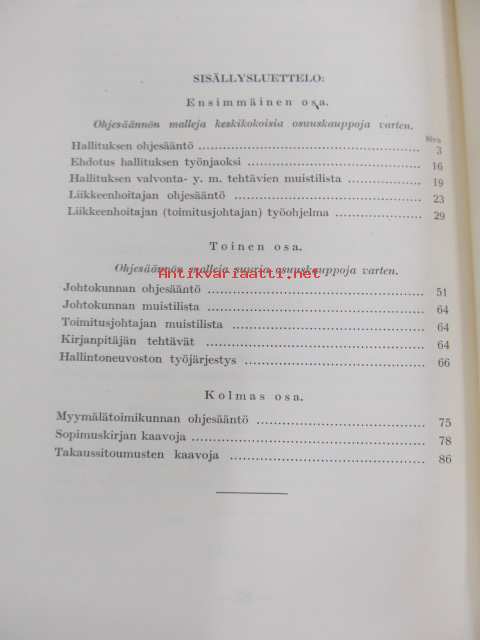 SISÄLLYSLUETTELO:
Ensimmäinen osa.
Ohjesäännön malleja keskikokoisia osuuskauppoja varten.
Sivu
Hallituksen ohjesääntö 3
Ehdotus hallituksen työnjaoksi 16
Hallituksen valvonta- y. m. tehtävien muistilista 19
Liikkeenhoitajan ohjesääntö 23
Liikkeenhoitajan (toimitusjohtajan) työohjelma 29
Toinen osa.
Ohjesäännön malleja suuria osuuskauppoja varten.
Antikvariaatti.net
Johtokunnan ohjesääntö 51
Johtokunnan muistilista 64
Toimitusjohtajan muistilista 64
Kirjanpitäjän tehtävät 64
Hallintoneuvoston työjärjestys 66
Kolmas osa.
Myymälätoimikunnan ohjesääntö 75
Sopimuskirjan kaavoja 78
Takaussitoumusten kaavoja 86